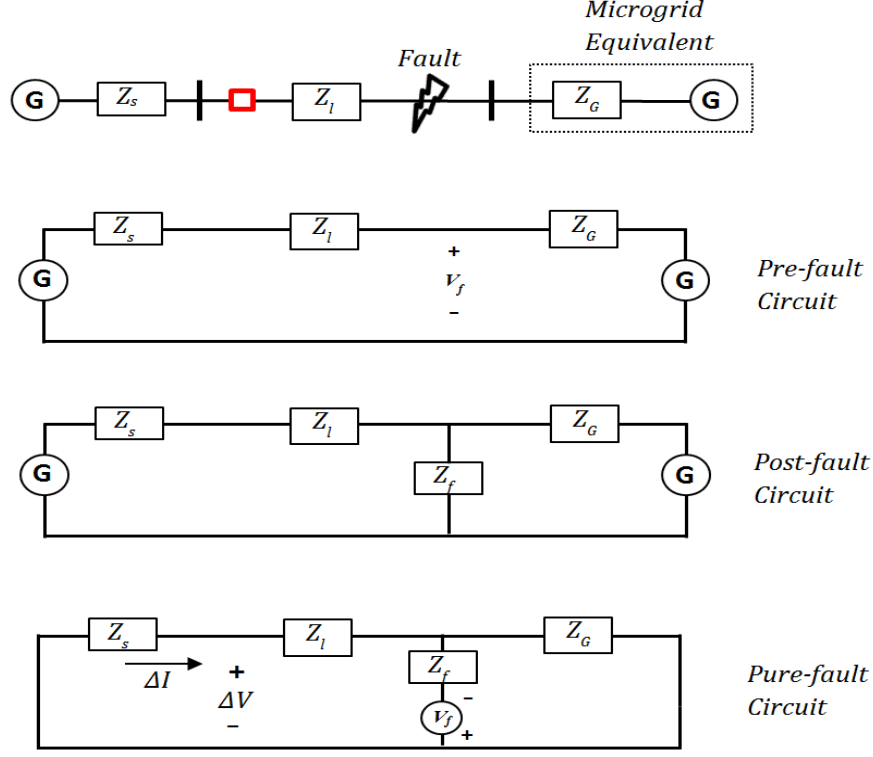 Microgrid
Equivalent
Fault
G Zs Zl ZG G
Zs Zl ZG
G + Vf – G
Pre-fault
Circuit
Zs Zl ZG
G Zf G
Post-fault
Circuit
Zs Zl ZG
ΔI + ΔV – Zf
– Vf +
Pure-fault
Circuit